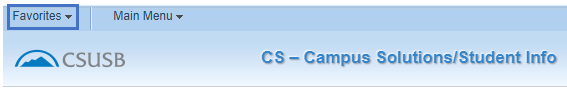 Favorites Main Menu
CSUSB CS – Campus Solutions/Student Info